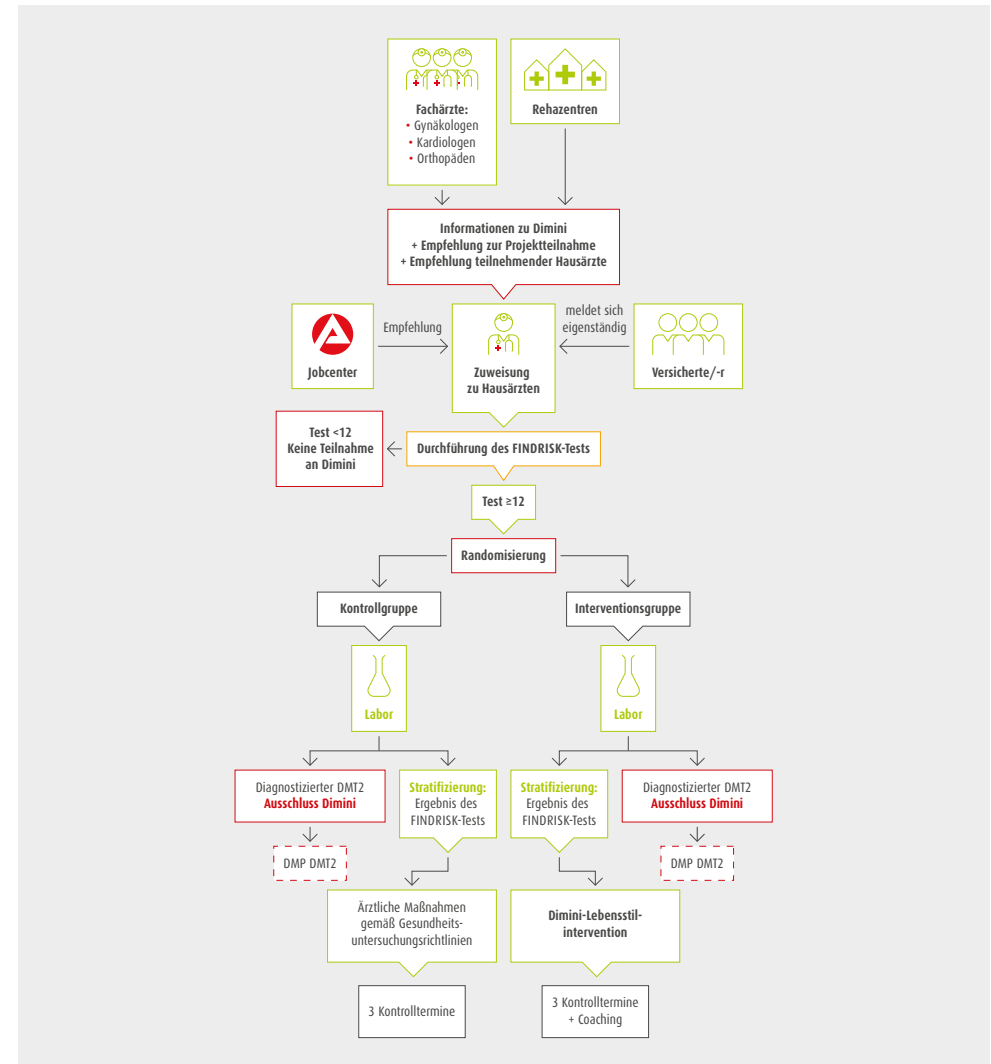 Fachärzte:
• Gynäkologen
• Kardiologen
• Orthopäden
Rehazentren
Informationen zu Dimini
+ Empfehlung zur Projektteilnahme
+ Empfehlung teilnehmender Hausärzte
Jobcenter
Empfehlung
Zuweisung
zu Hausärzten
meldet sich
eigenständig
Versicherte/-r
Test <12
Keine Teilnahme
an Dimini
Durchführung des FINDRISK-Tests
Test ≥12
Randomisierung
Kontrollgruppe
Interventionsgruppe
Labor
Labor
Diagnostizierter DMT2
Ausschluss Dimini
Stratifizierung:
Ergebnis des
FINDRISK-Tests
Stratifizierung:
Ergebnis des
FINDRISK-Tests
Diagnostizierter DMT2
Ausschluss Dimini
DMP DMT2
DMP DMT2
Ärztliche Maßnahmen
gemäß Gesundheits-
untersuchungsrichtlinien
Dimini-Lebensstil-
intervention
3 Kontrolltermine
3 Kontrolltermine
+ Coaching